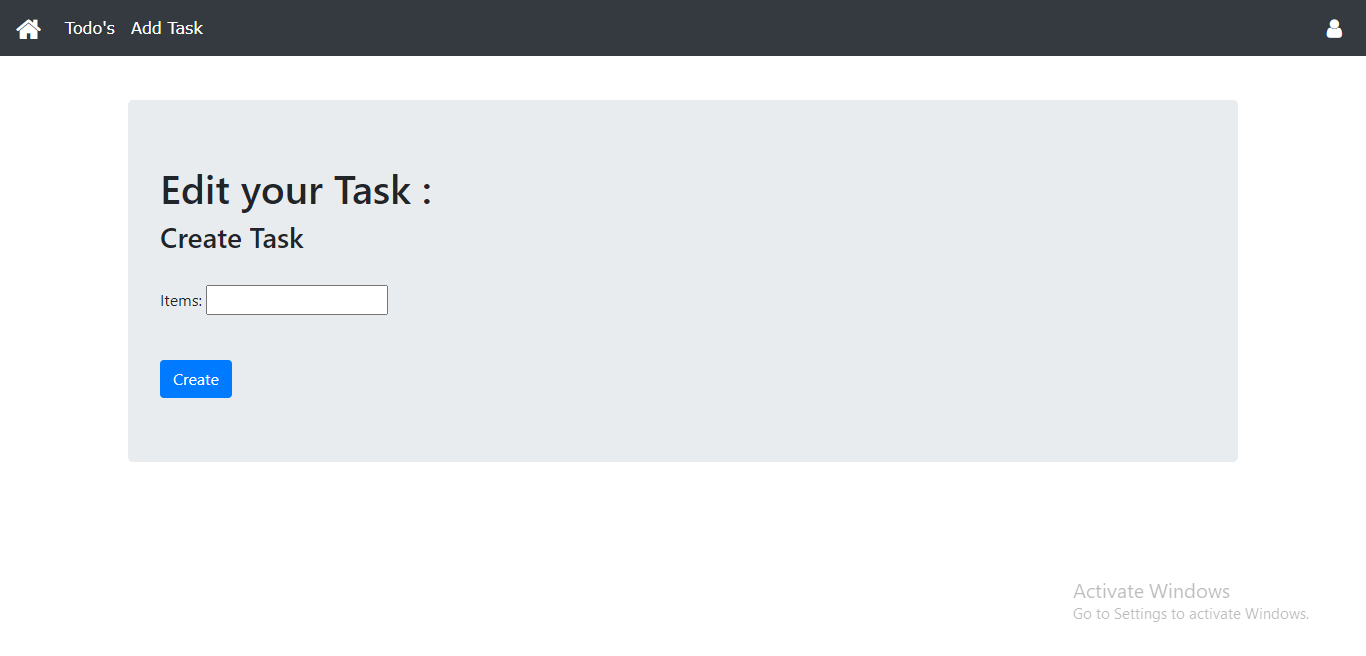 Todo's Add Task
Edit your Task :
Create Task
Items:
Create
Activate Windows
Go to Settings to activate Windows.